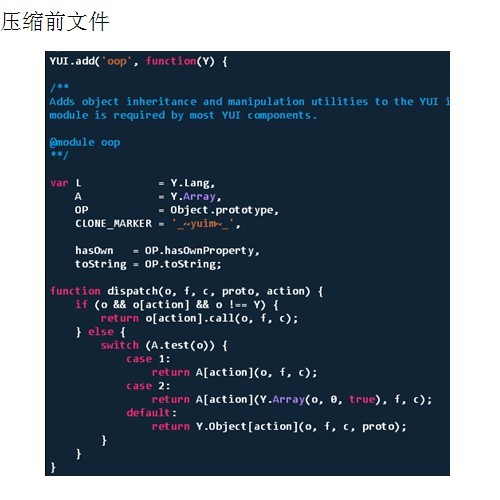 压缩前文件
YUI.add('oop', function(Y) {
/**
Adds object inheritance and manipulation utilities to the YUI i
module is required by most YUI components.
@module oop
**/
var L           = Y.Lang,
    A           = Y.Array,
    OP          = Object.prototype,
    CLONE_MARKER = '_~yuim~_',
    hasOwn   = OP.hasOwnProperty,
    toString = OP.toString;
function dispatch(o, f, c, proto, action) {
    if (o && o[action] && o !== Y) {
        return o[action].call(o, f, c);
    } else {
        switch (A.test(o)) {
            case 1:
                return A[action](o, f, c);
            case 2:
                return A[action](Y.Array(o, 0, true), f, c);
            default:
                return Y.Object[action](o, f, c, proto);
        }
    }
}